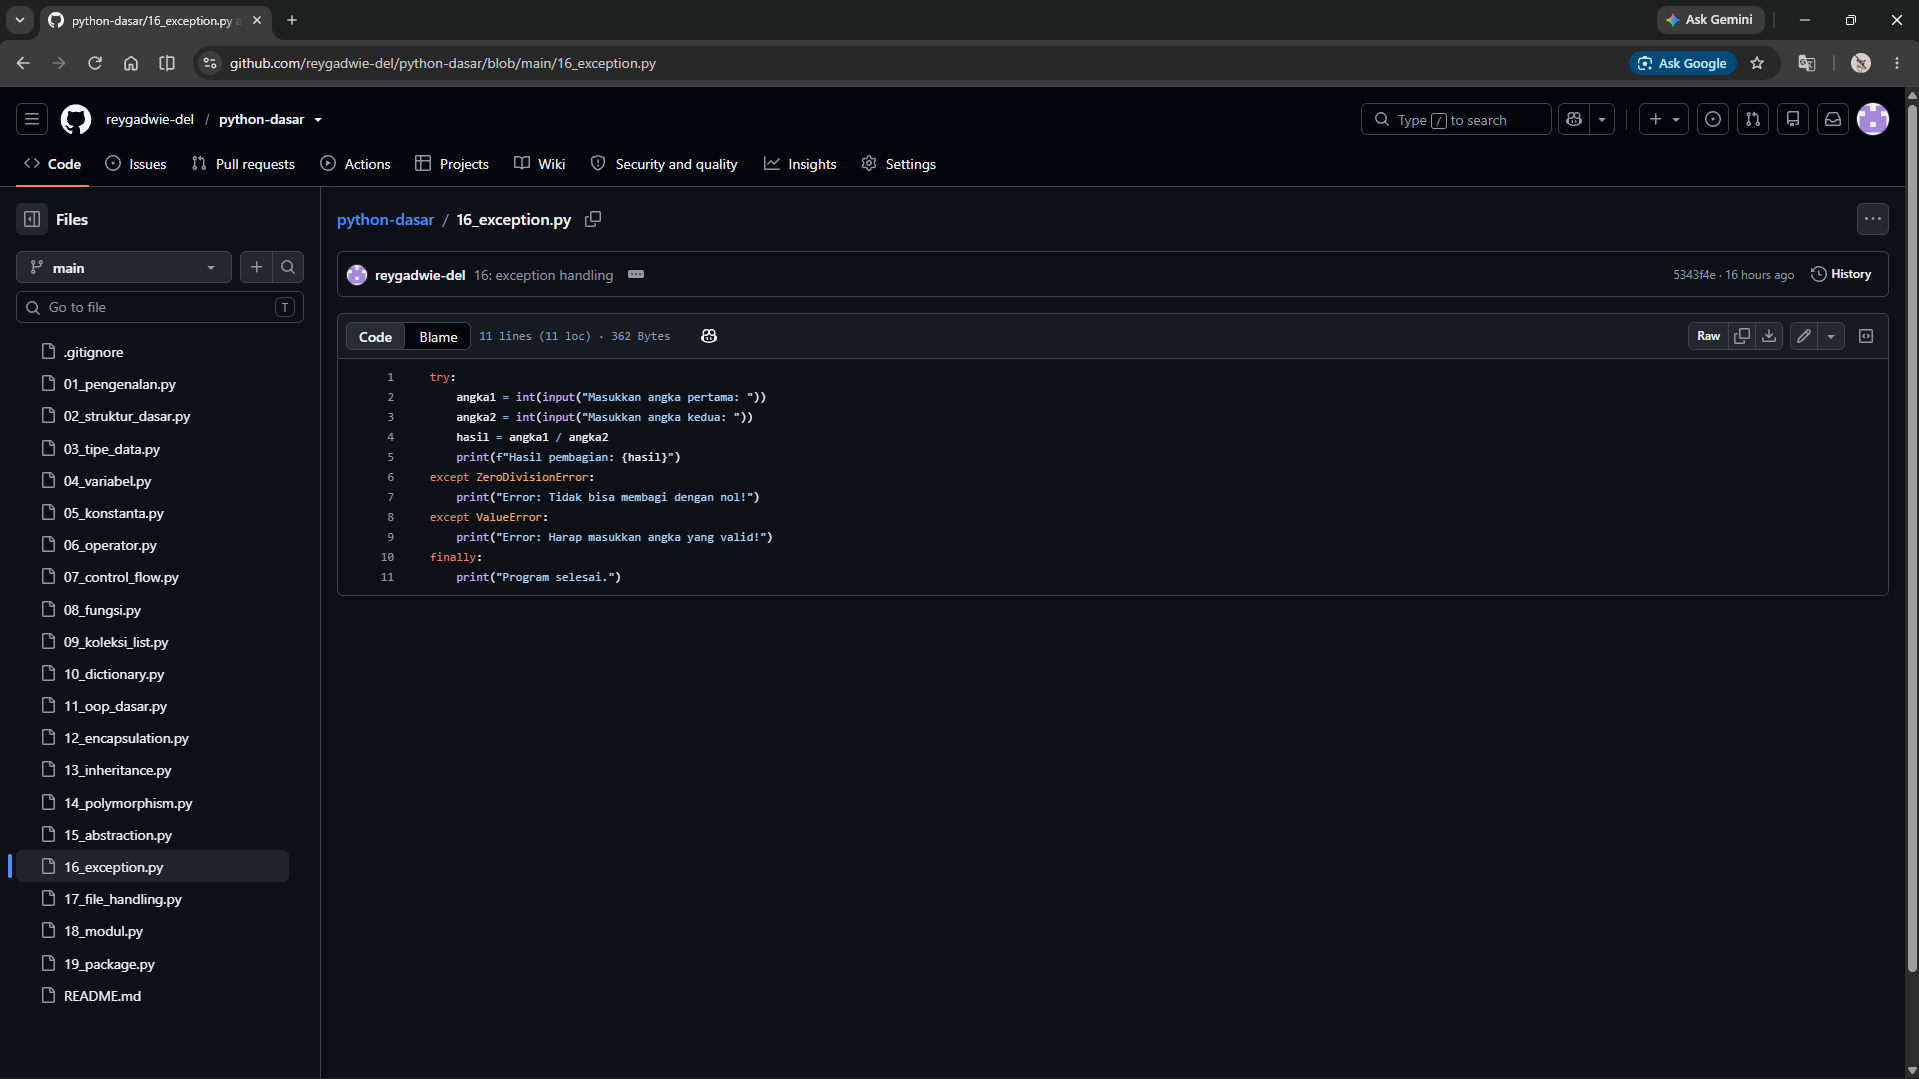 python-dasar/16_exception.py a
Ask Gemini
github.com/reygadwie-del/python-dasar/blob/main/16_exception.py
Ask Google
reygadwie-del / python-dasar
Type / to search
Code
Issues
Pull requests
Actions
Projects
Wiki
Security and quality
Insights
Settings
Files
main
Go to file
T
.gitignore
01_pengenalan.py
02_struktur_dasar.py
03_tipe_data.py
04_variabel.py
05_konstanta.py
06_operator.py
07_control_flow.py
08_fungsi.py
09_koleksi_list.py
10_dictionary.py
11_oop_dasar.py
12_encapsulation.py
13_inheritance.py
14_polymorphism.py
15_abstraction.py
16_exception.py
17_file_handling.py
18_modul.py
19_package.py
README.md
python-dasar / 16_exception.py
reygadwie-del 16: exception handling
5343f4e · 16 hours ago
History
Code
Blame
11 lines (11 loc) · 362 Bytes
Raw
1 try:
2 angka1 = int(input("Masukkan angka pertama: "))
3 angka2 = int(input("Masukkan angka kedua: "))
4 hasil = angka1 / angka2
5 print(f"Hasil pembagian: {hasil}")
6 except ZeroDivisionError:
7 print("Error: Tidak bisa membagi dengan nol!")
8 except ValueError:
9 print("Error: Harap masukkan angka yang valid!")
10 finally:
11 print("Program selesai.")